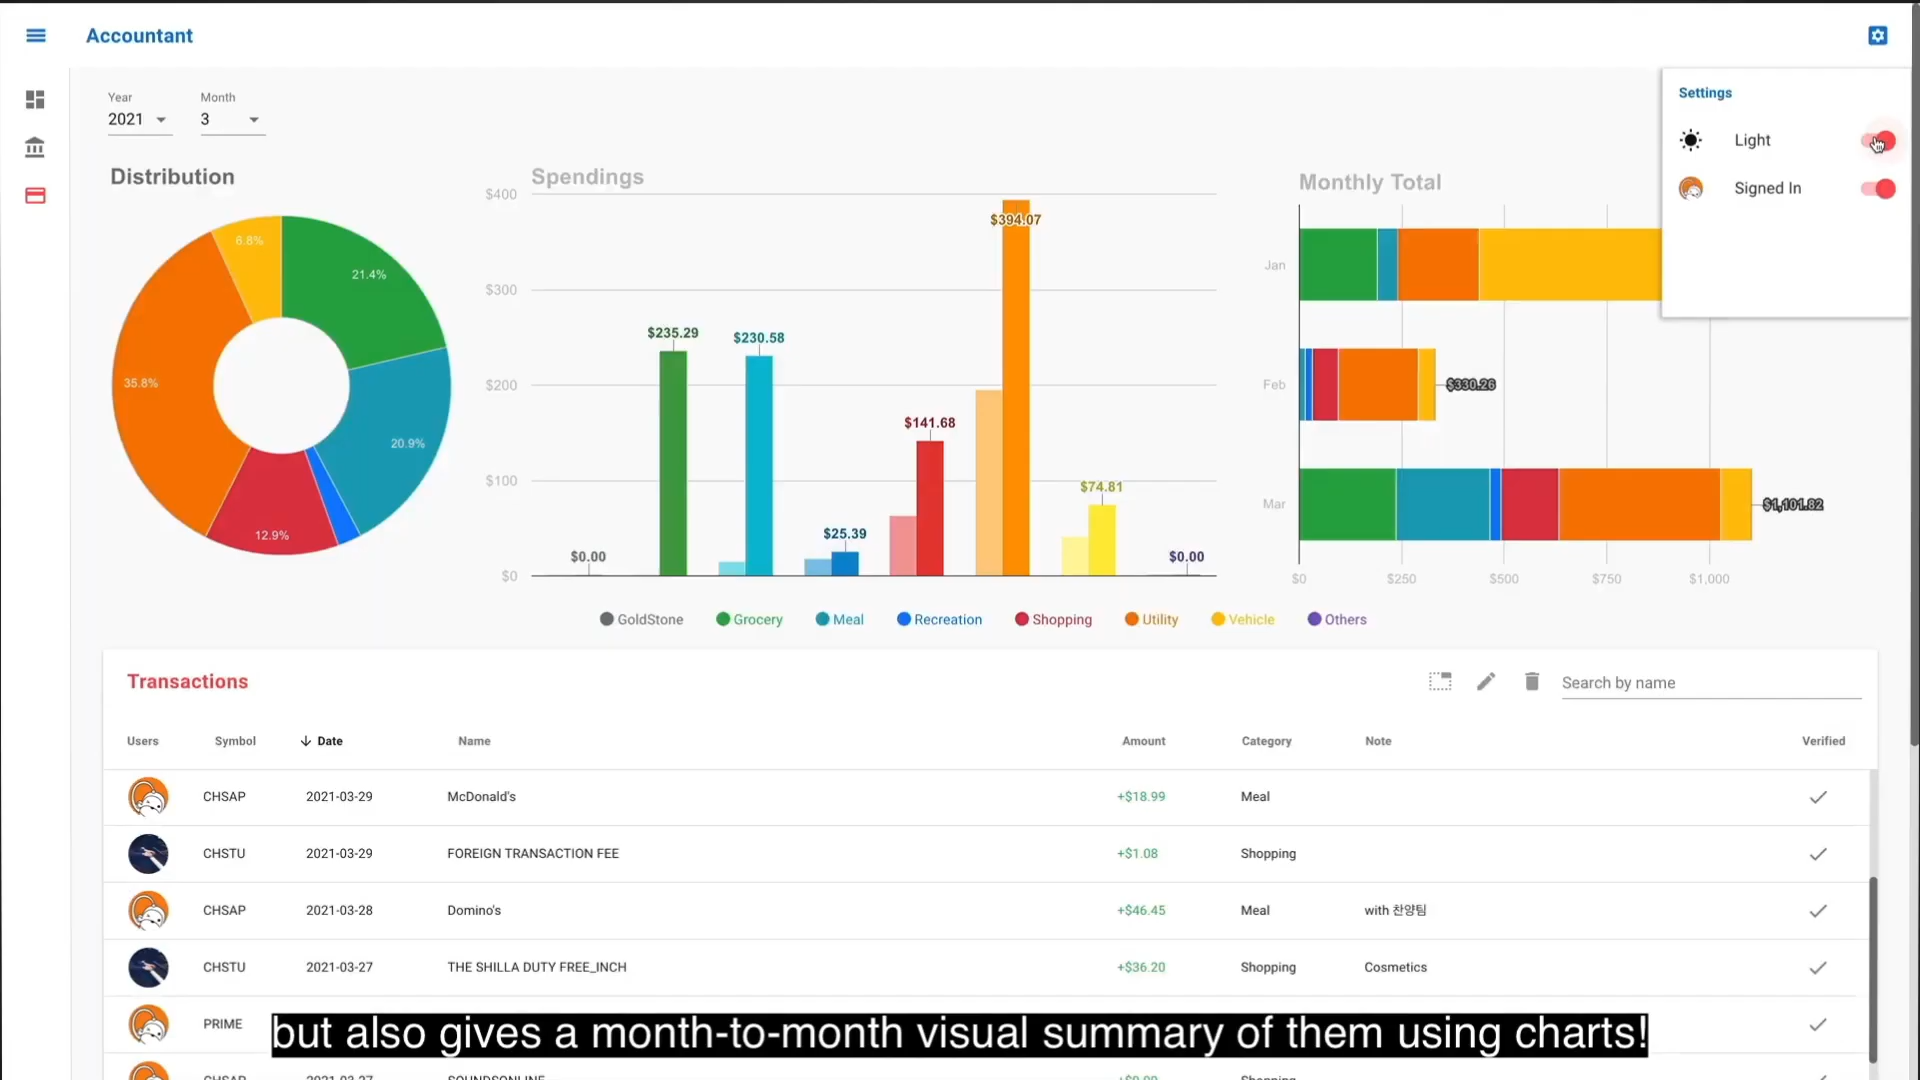 Accountant
Year
2021
Month
3
Settings
Light
Signed In
Distribution
6.8%
21.4%
35.8%
20.9%
12.9%
Spendings
$400
$300
$200
$100
$0
$0.00
$235.29
$230.58
$25.39
$141.68
$394.07
$74.81
$0.00
Monthly Total
Jan
Feb
$330.26
Mar
$1,101.82
$0 $250 $500 $750 $1,000
GoldStone Grocery Meal Recreation Shopping Utility Vehicle Others
Transactions
Search by name
Users Symbol Date Name Amount Category Note Verified
CHSAP 2021-03-29 McDonald's +$18.99 Meal
CHSTU 2021-03-29 FOREIGN TRANSACTION FEE +$1.08 Shopping
CHSAP 2021-03-28 Domino's +$46.45 Meal with 찬양팀
CHSTU 2021-03-27 THE SHILLA DUTY FREE_INCH +$36.20 Shopping Cosmetics
PRIME
but also gives a month-to-month visual summary of them using charts!
CHSAP 2021-03-27 SOUNDSONLINE Shopping